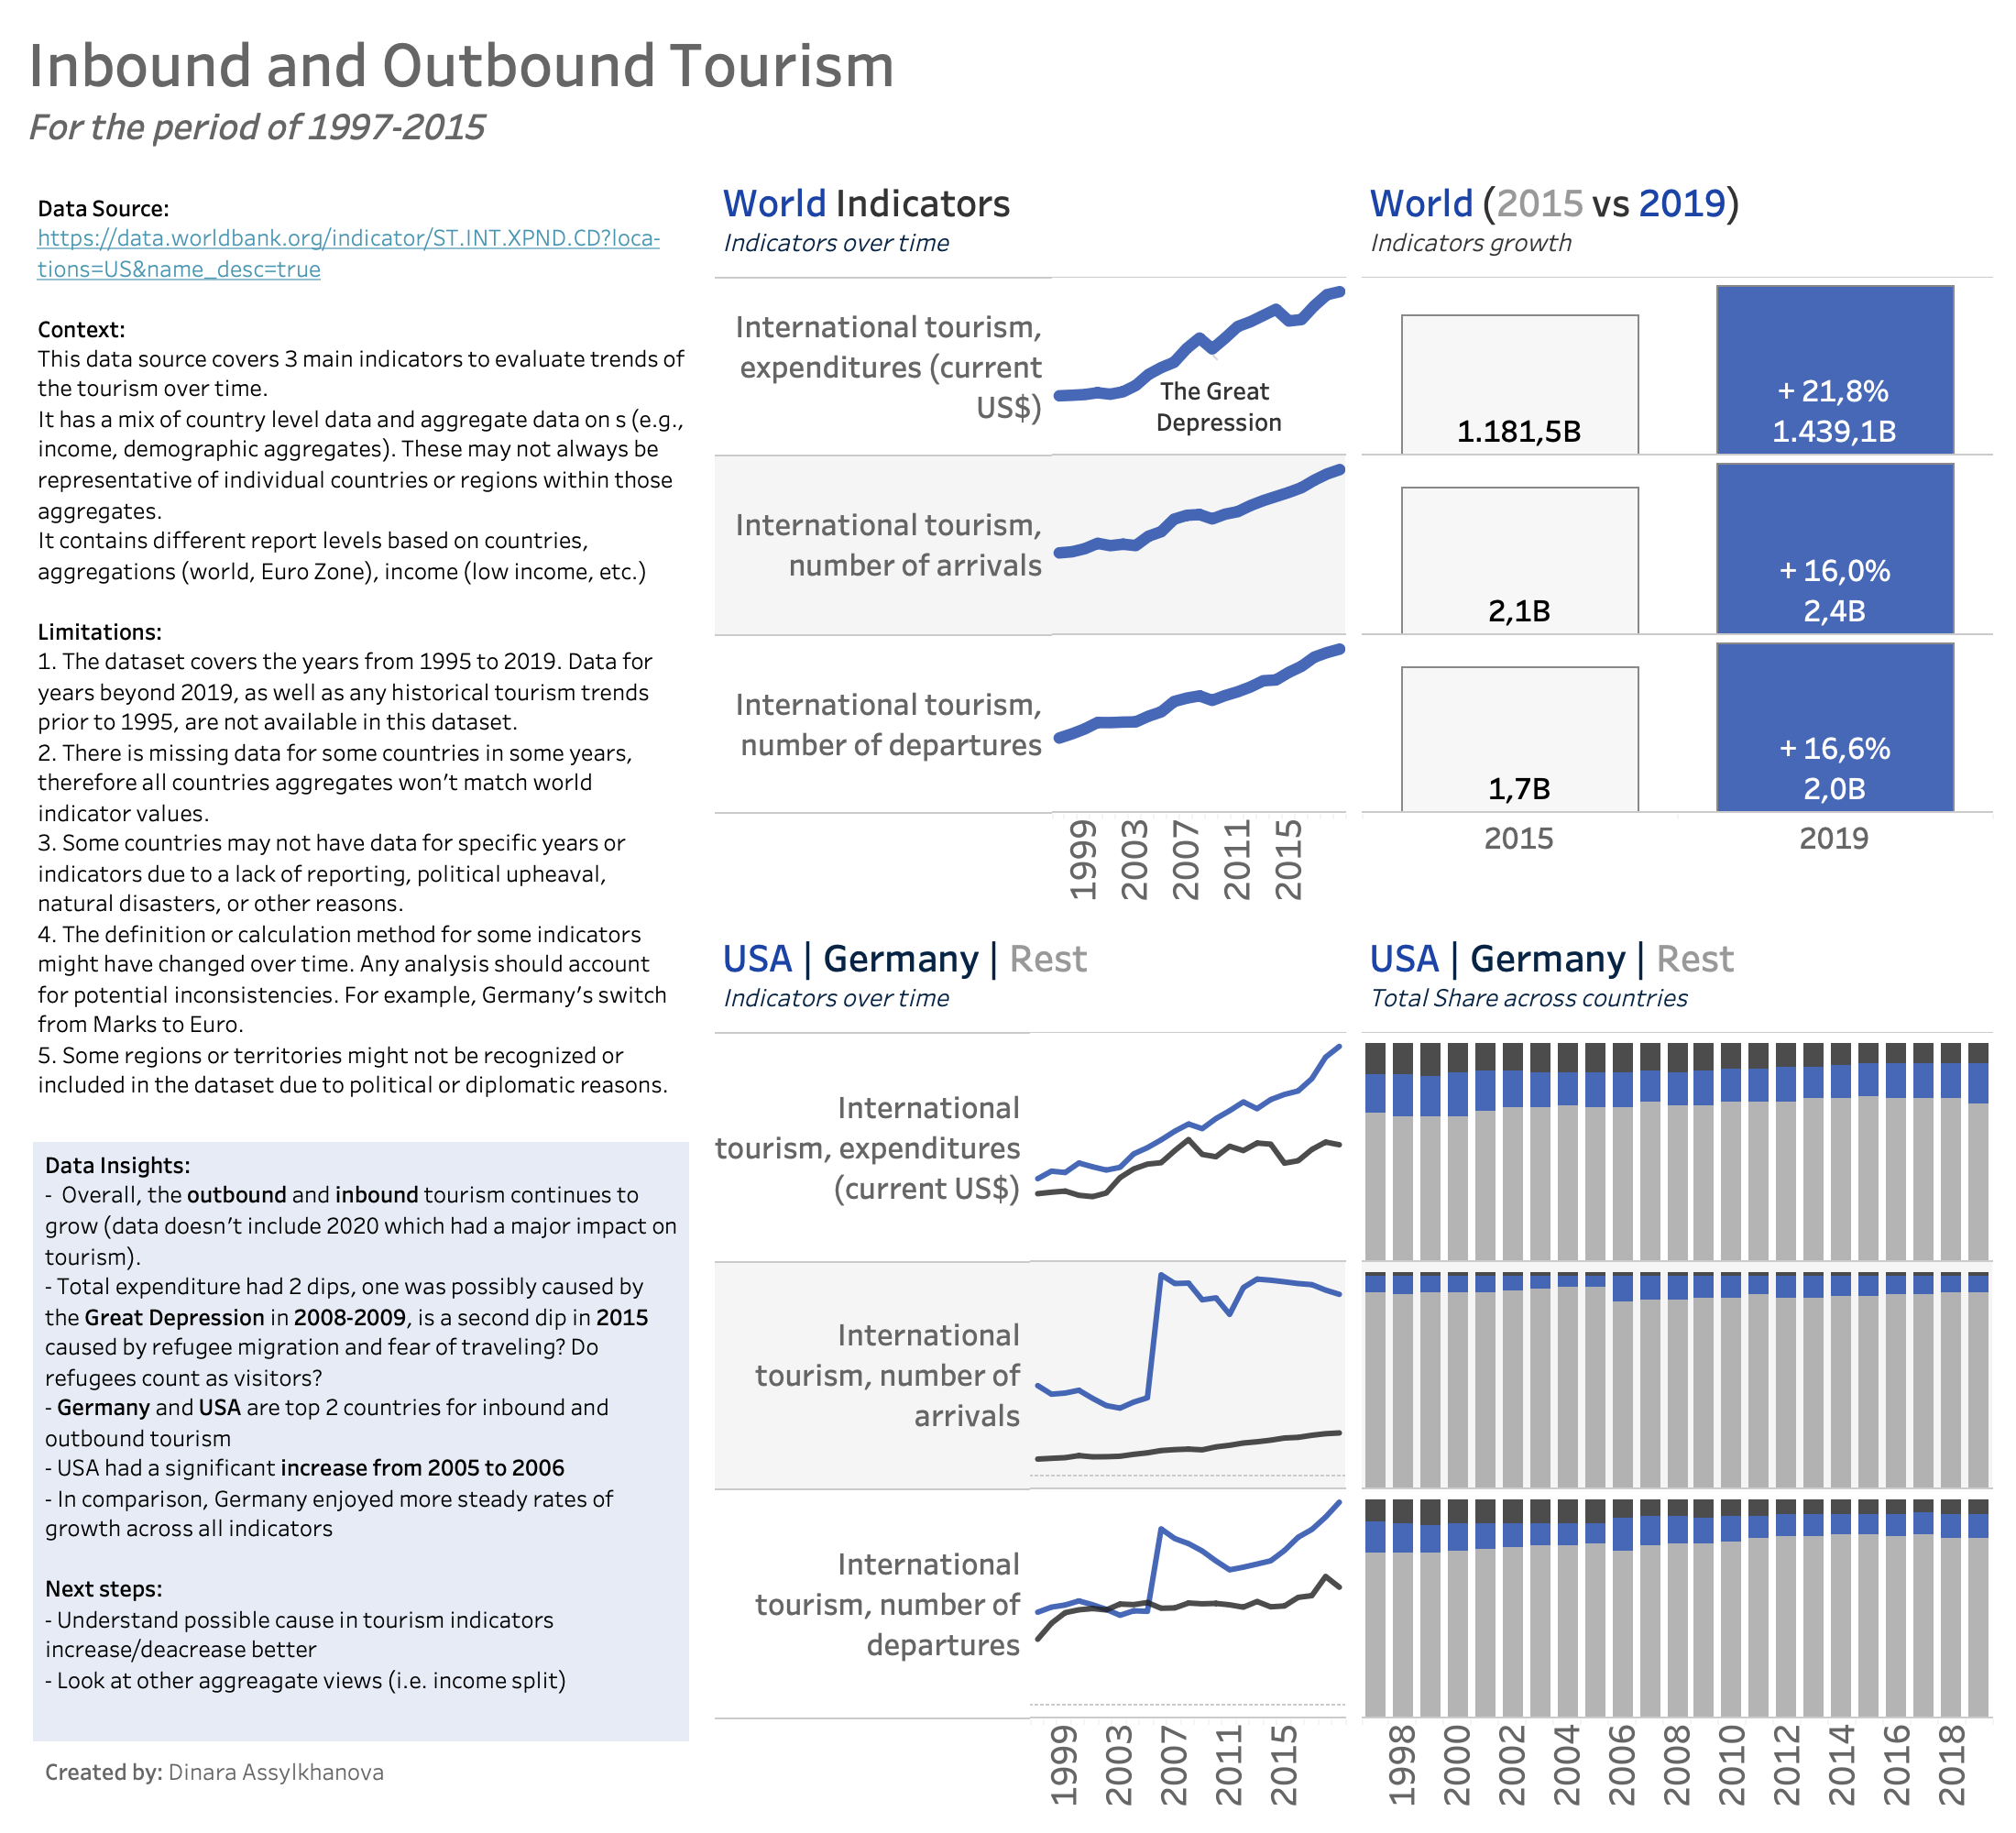 Inbound and Outbound Tourism
For the period of 1997-2015
Data Source:
https://data.worldbank.org/indicator/ST.INT.XPND.CD?loca-
tions=US&name_desc=true
Context:
This data source covers 3 main indicators to evaluate trends of
the tourism over time.
It has a mix of country level data and aggregate data on s (e.g.,
income, demographic aggregates). These may not always be
representative of individual countries or regions within those
aggregates.
It contains different report levels based on countries,
aggregations (world, Euro Zone), income (low income, etc.)
Limitations:
1. The dataset covers the years from 1995 to 2019. Data for
years beyond 2019, as well as any historical tourism trends
prior to 1995, are not available in this dataset.
2. There is missing data for some countries in some years,
therefore all countries aggregates won't match world
indicator values.
3. Some countries may not have data for specific years or
indicators due to a lack of reporting, political upheaval,
natural disasters, or other reasons.
4. The definition or calculation method for some indicators
might have changed over time. Any analysis should account
for potential inconsistencies. For example, Germany's switch
from Marks to Euro.
5. Some regions or territories might not be recognized or
included in the dataset due to political or diplomatic reasons.
Data Insights:
- Overall, the outbound and inbound tourism continues to
grow (data doesn't include 2020 which had a major impact on
tourism).
- Total expenditure had 2 dips, one was possibly caused by
the Great Depression in 2008-2009, is a second dip in 2015
caused by refugee migration and fear of traveling? Do
refugees count as visitors?
- Germany and USA are top 2 countries for inbound and
outbound tourism
- USA had a significant increase from 2005 to 2006
- In comparison, Germany enjoyed more steady rates of
growth across all indicators
Next steps:
- Understand possible cause in tourism indicators
increase/deacrease better
- Look at other aggreagate views (i.e. income split)
Created by: Dinara Assylkhanova
World Indicators
Indicators over time
International tourism,
expenditures (current
US$)
The Great
Depression
International tourism,
number of arrivals
International tourism,
number of departures
1999
2003
2007
2011
2015
World (2015 vs 2019)
Indicators growth
1.181,5B
+ 21,8%
1.439,1B
2,1B
+ 16,0%
2,4B
1,7B
+ 16,6%
2,0B
2015
2019
USA | Germany | Rest
Indicators over time
International
tourism, expenditures
(current US$)
International
tourism, number of
arrivals
International
tourism, number of
departures
1999
2003
2007
2011
2015
USA | Germany | Rest
Total Share across countries
1998
2000
2002
2004
2006
2008
2010
2012
2014
2016
2018